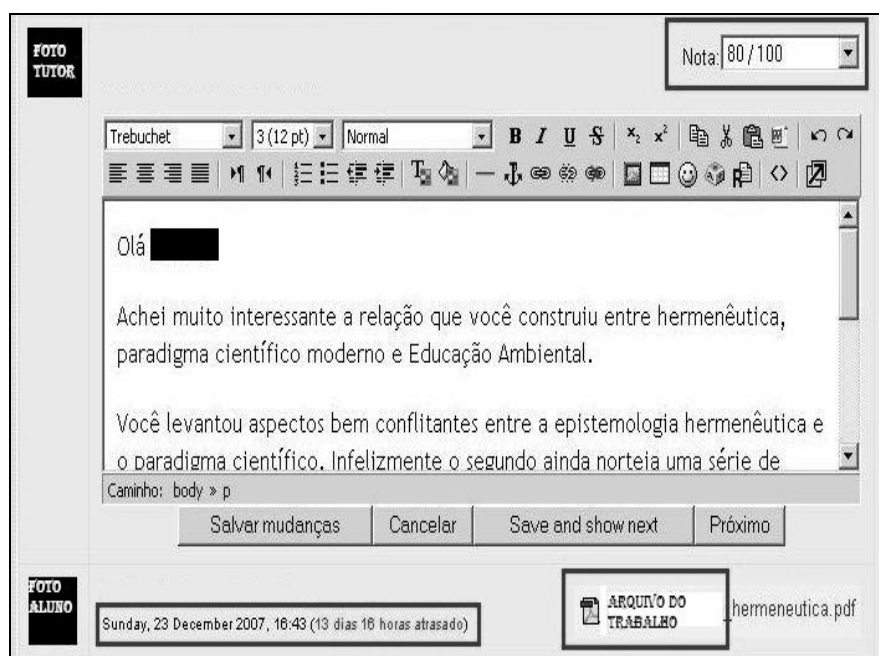 FOTO
TUTOR
Nota: 80 / 100
Trebuchet 3 (12 pt) Normal B I U S x₂ x²
Olá
Achei muito interessante a relação que você construiu entre hermenêutica,
paradigma científico moderno e Educação Ambiental.
Você levantou aspectos bem conflitantes entre a epistemologia hermenêutica e
o paradigma científico. Infelizmente o segundo ainda norteia uma série de
Caminho: body » p
Salvar mudanças Cancelar Save and show next Próximo
FOTO
ALUNO
Sunday, 23 December 2007, 16:43 (13 dias 16 horas atrasado)
ARQUIVO DO
TRABALHO
_hermeneutica.pdf